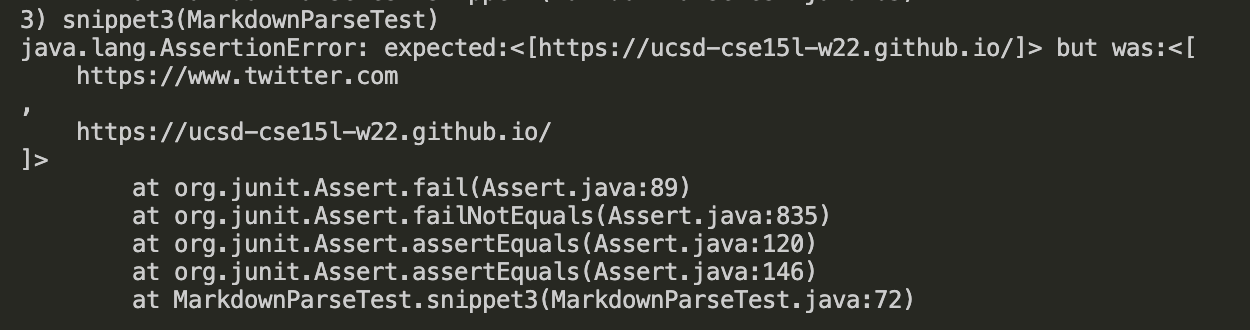 3) snippet3(MarkdownParseTest)
java.lang.AssertionError: expected:<[https://ucsd-cse15l-w22.github.io/]> but was:<[
    https://www.twitter.com
,
    https://ucsd-cse15l-w22.github.io/
]>
        at org.junit.Assert.fail(Assert.java:89)
        at org.junit.Assert.failNotEquals(Assert.java:835)
        at org.junit.Assert.assertEquals(Assert.java:120)
        at org.junit.Assert.assertEquals(Assert.java:146)
        at MarkdownParseTest.snippet3(MarkdownParseTest.java:72)